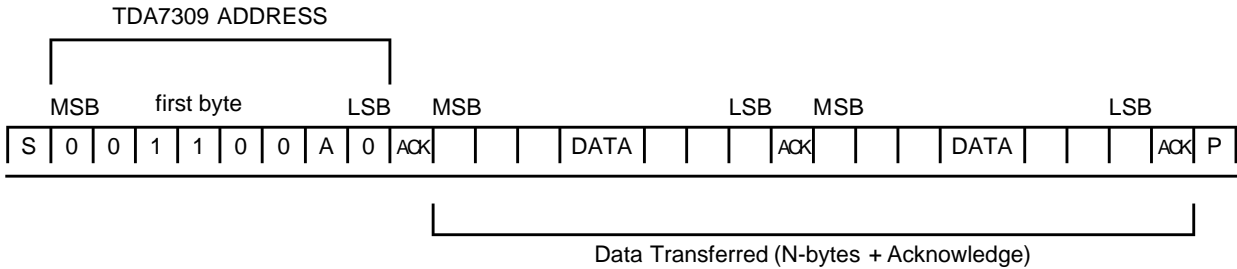 TDA7309 ADDRESS
MSB first byte LSB MSB LSB MSB LSB
S 0 0 1 1 0 0 A 0 ACK DATA ACK DATA ACK P
Data Transferred (N-bytes + Acknowledge)